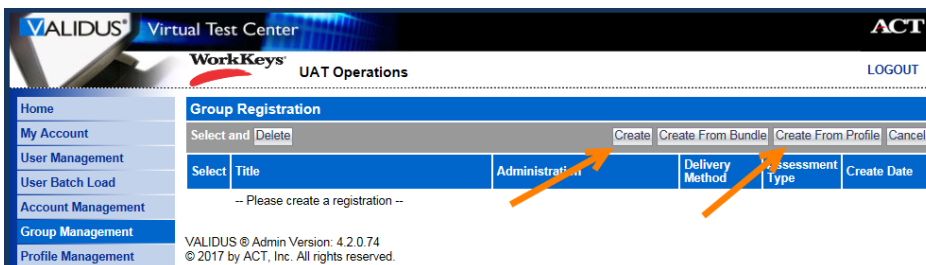 VALIDUS® Virtual Test Center ACT
WorkKeys® UAT Operations LOGOUT
Home
My Account
User Management
User Batch Load
Account Management
Group Management
Profile Management
Group Registration
Select and Delete Create Create From Bundle Create From Profile Cancel
Select Title Administration Delivery Method Assessment Type Create Date
-- Please create a registration --
VALIDUS ® Admin Version: 4.2.0.74
© 2017 by ACT, Inc. All rights reserved.